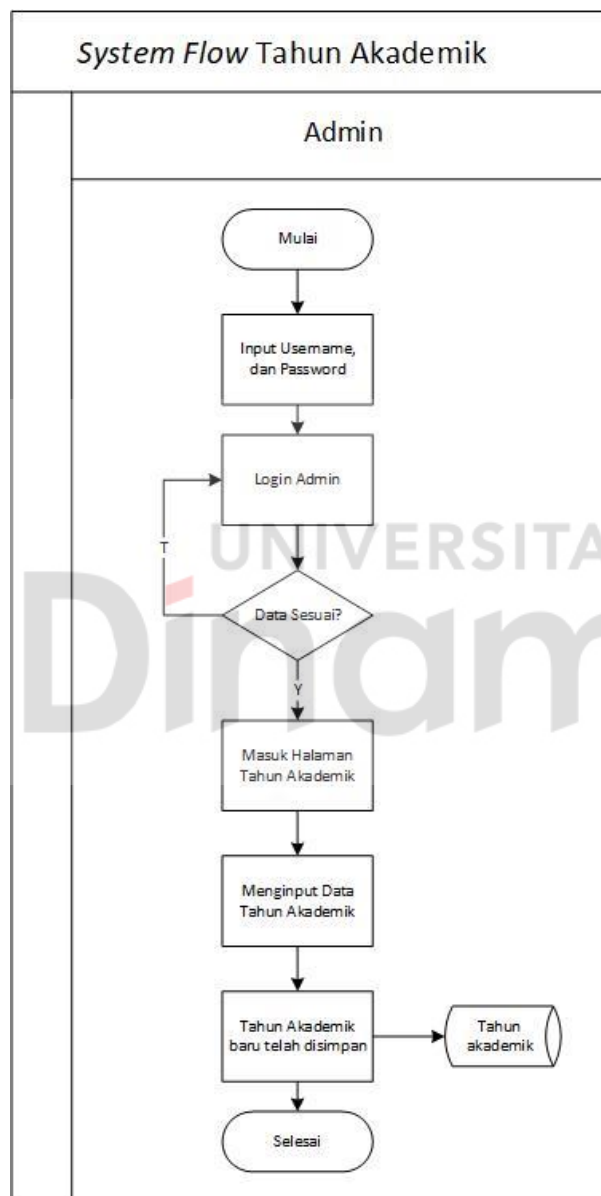 System Flow Tahun Akademik
Admin
Mulai
Input Username,
dan Password
Login Admin
T
UNIVERSITA
Data Sesuai?
Dinam
Y
Masuk Halaman
Tahun Akademik
Menginput Data
Tahun Akademik
Tahun Akademik
baru telah disimpan
Tahun
akademik
Selesai